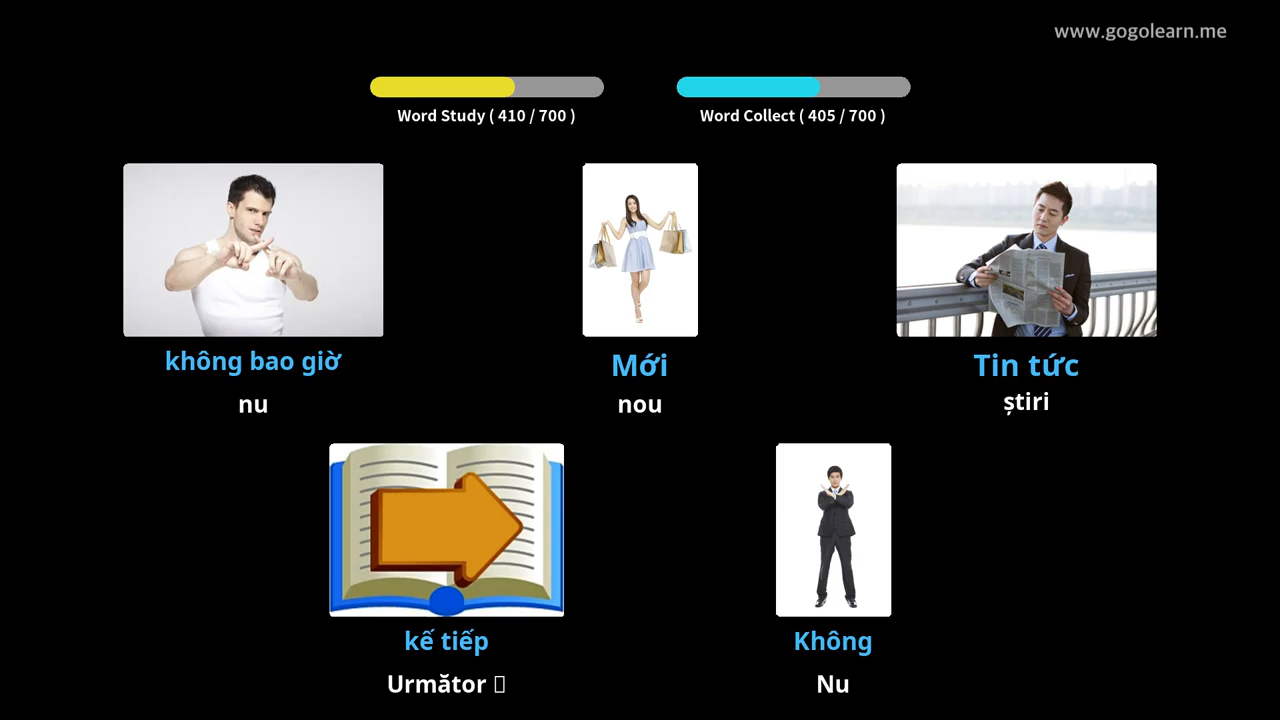 www.gogolearn.me
Word Study ( 410 / 700 )
Word Collect ( 405 / 700 )
không bao giờ
nu
Mới
nou
Tin tức
știri
kế tiếp
Următor
Không
Nu